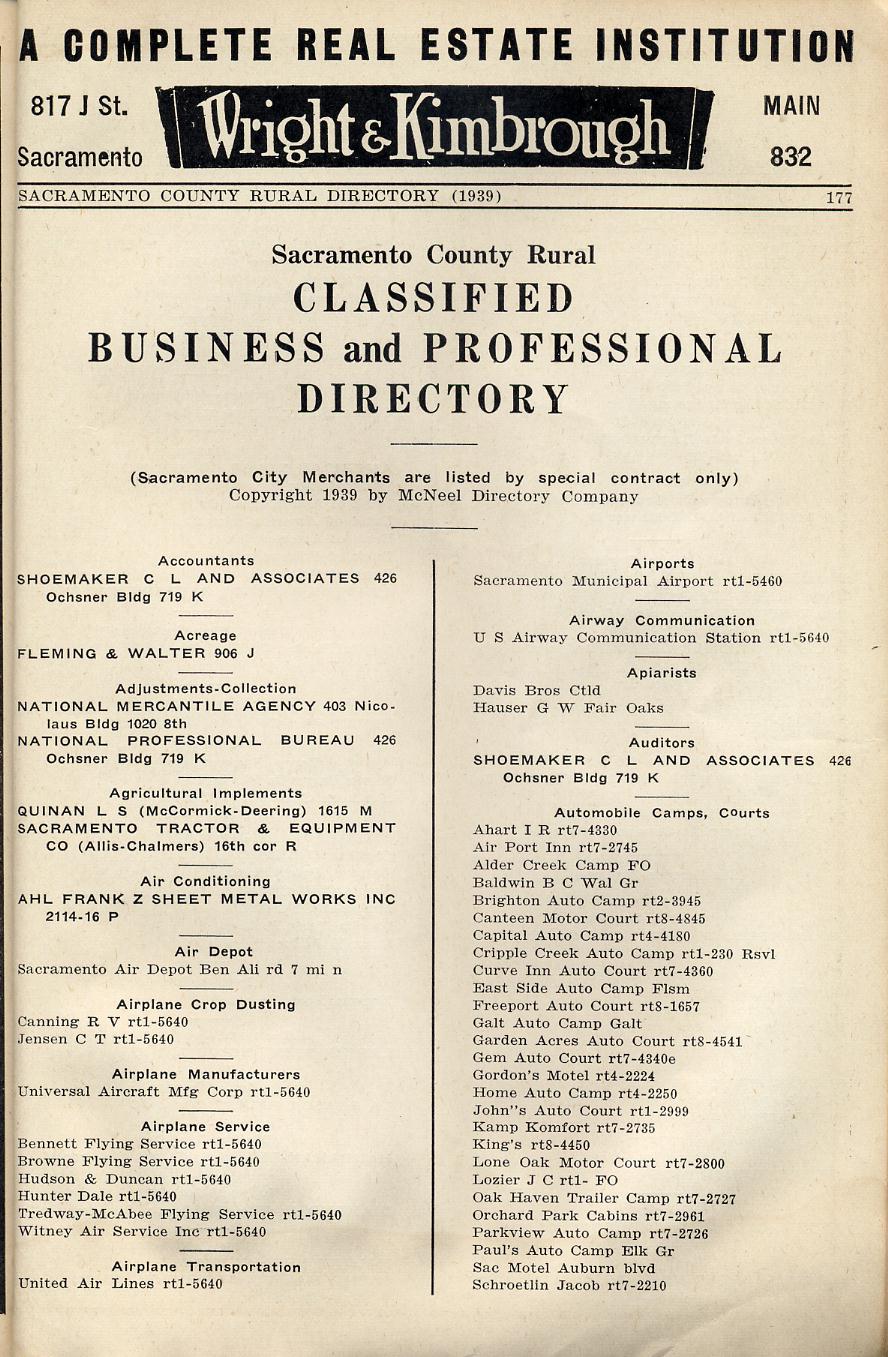 A COMPLETE REAL ESTATE INSTITUTION
817 J St.
Sacramento
Wright & Kimbrough
MAIN
832
SACRAMENTO COUNTY RURAL DIRECTORY (1939) 177
Sacramento County Rural
CLASSIFIED
BUSINESS and PROFESSIONAL
DIRECTORY
(Sacramento City Merchants are listed by special contract only)
Copyright 1939 by McNeel Directory Company
Accountants
SHOEMAKER C L AND ASSOCIATES 426
Ochsner Bldg 719 K
Acreage
FLEMING & WALTER 906 J
Adjustments-Collection
NATIONAL MERCANTILE AGENCY 403 Nico-
laus Bldg 1020 8th
NATIONAL PROFESSIONAL BUREAU 426
Ochsner Bldg 719 K
Agricultural Implements
QUINAN L S (McCormick-Deering) 1615 M
SACRAMENTO TRACTOR & EQUIPMENT
CO (Allis-Chalmers) 16th cor R
Air Conditioning
AHL FRANK Z SHEET METAL WORKS INC
2114-16 P
Air Depot
Sacramento Air Depot Ben Ali rd 7 mi n
Airplane Crop Dusting
Canning R V rt1-5640
Jensen C T rt1-5640
Airplane Manufacturers
Universal Aircraft Mfg Corp rt1-5640
Airplane Service
Bennett Flying Service rt1-5640
Browne Flying Service rt1-5640
Hudson & Duncan rt1-5640
Hunter Dale rt1-5640
Tredway-McAbee Flying Service rt1-5640
Witney Air Service Inc rt1-5640
Airplane Transportation
United Air Lines rt1-5640
Airports
Sacramento Municipal Airport rt1-5460
Airway Communication
U S Airway Communication Station rt1-5640
Apiarists
Davis Bros Ctld
Hauser G W Fair Oaks
Auditors
SHOEMAKER C L AND ASSOCIATES 426
Ochsner Bldg 719 K
Automobile Camps, Courts
Ahart I R rt7-4330
Air Port Inn rt7-2745
Alder Creek Camp FO
Baldwin B C Wal Gr
Brighton Auto Camp rt2-3945
Canteen Motor Court rt8-4845
Capital Auto Camp rt4-4180
Cripple Creek Auto Camp rt1-230 Rsvl
Curve Inn Auto Court rt7-4360
East Side Auto Camp Flsm
Freeport Auto Court rt8-1657
Galt Auto Camp Galt
Garden Acres Auto Court rt8-4541
Gem Auto Court rt7-4340e
Gordon's Motel rt4-2224
Home Auto Camp rt4-2250
John''s Auto Court rt1-2999
Kamp Komfort rt7-2735
King's rt8-4450
Lone Oak Motor Court rt7-2800
Lozier J C rt1- FO
Oak Haven Trailer Camp rt7-2727
Orchard Park Cabins rt7-2961
Parkview Auto Camp rt7-2726
Paul's Auto Camp Elk Gr
Sac Motel Auburn blvd
Schroetlin Jacob rt7-2210